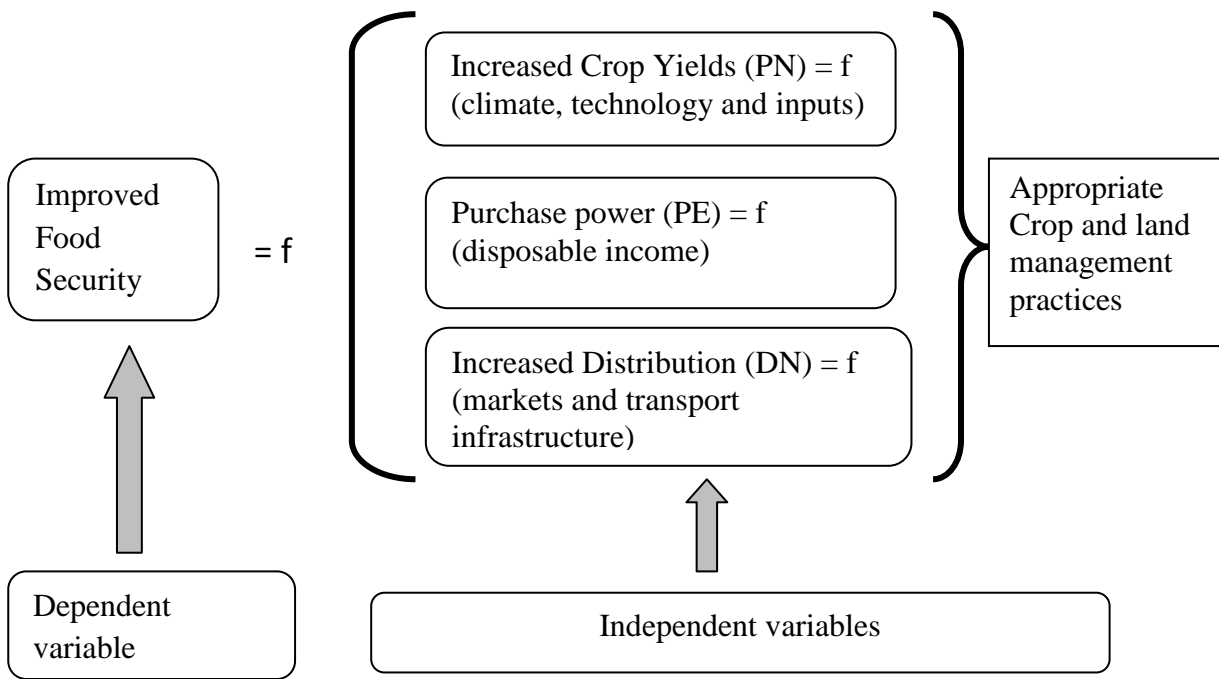 Improved
Food
Security
= f
Increased Crop Yields (PN) = f
(climate, technology and inputs)
Purchase power (PE) = f
(disposable income)
Increased Distribution (DN) = f
(markets and transport
infrastructure)
Appropriate
Crop and land
management
practices
Dependent
variable
Independent variables